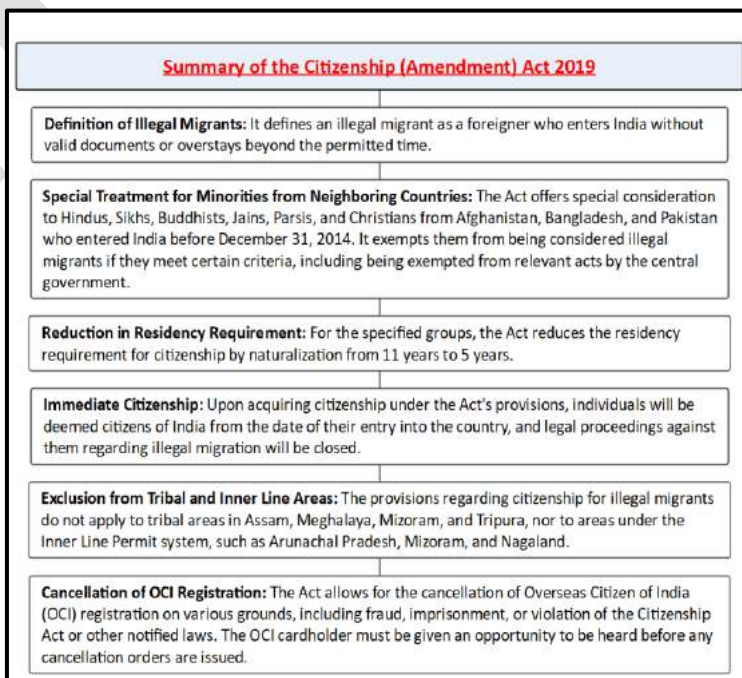 Summary of the Citizenship (Amendment) Act 2019
Definition of Illegal Migrants: It defines an illegal migrant as a foreigner who enters India without
valid documents or overstays beyond the permitted time.
Special Treatment for Minorities from Neighboring Countries: The Act offers special consideration
to Hindus, Sikhs, Buddhists, Jains, Parsis, and Christians from Afghanistan, Bangladesh, and Pakistan
who entered India before December 31, 2014. It exempts them from being considered illegal
migrants if they meet certain criteria, including being exempted from relevant acts by the central
government.
Reduction in Residency Requirement: For the specified groups, the Act reduces the residency
requirement for citizenship by naturalization from 11 years to 5 years.
Immediate Citizenship: Upon acquiring citizenship under the Act's provisions, individuals will be
deemed citizens of India from the date of their entry into the country, and legal proceedings against
them regarding illegal migration will be closed.
Exclusion from Tribal and Inner Line Areas: The provisions regarding citizenship for illegal migrants
do not apply to tribal areas in Assam, Meghalaya, Mizoram, and Tripura, nor to areas under the
Inner Line Permit system, such as Arunachal Pradesh, Mizoram, and Nagaland.
Cancellation of OCI Registration: The Act allows for the cancellation of Overseas Citizen of India
(OCI) registration on various grounds, including fraud, imprisonment, or violation of the Citizenship
Act or other notified laws. The OCI cardholder must be given an opportunity to be heard before any
cancellation orders are issued.